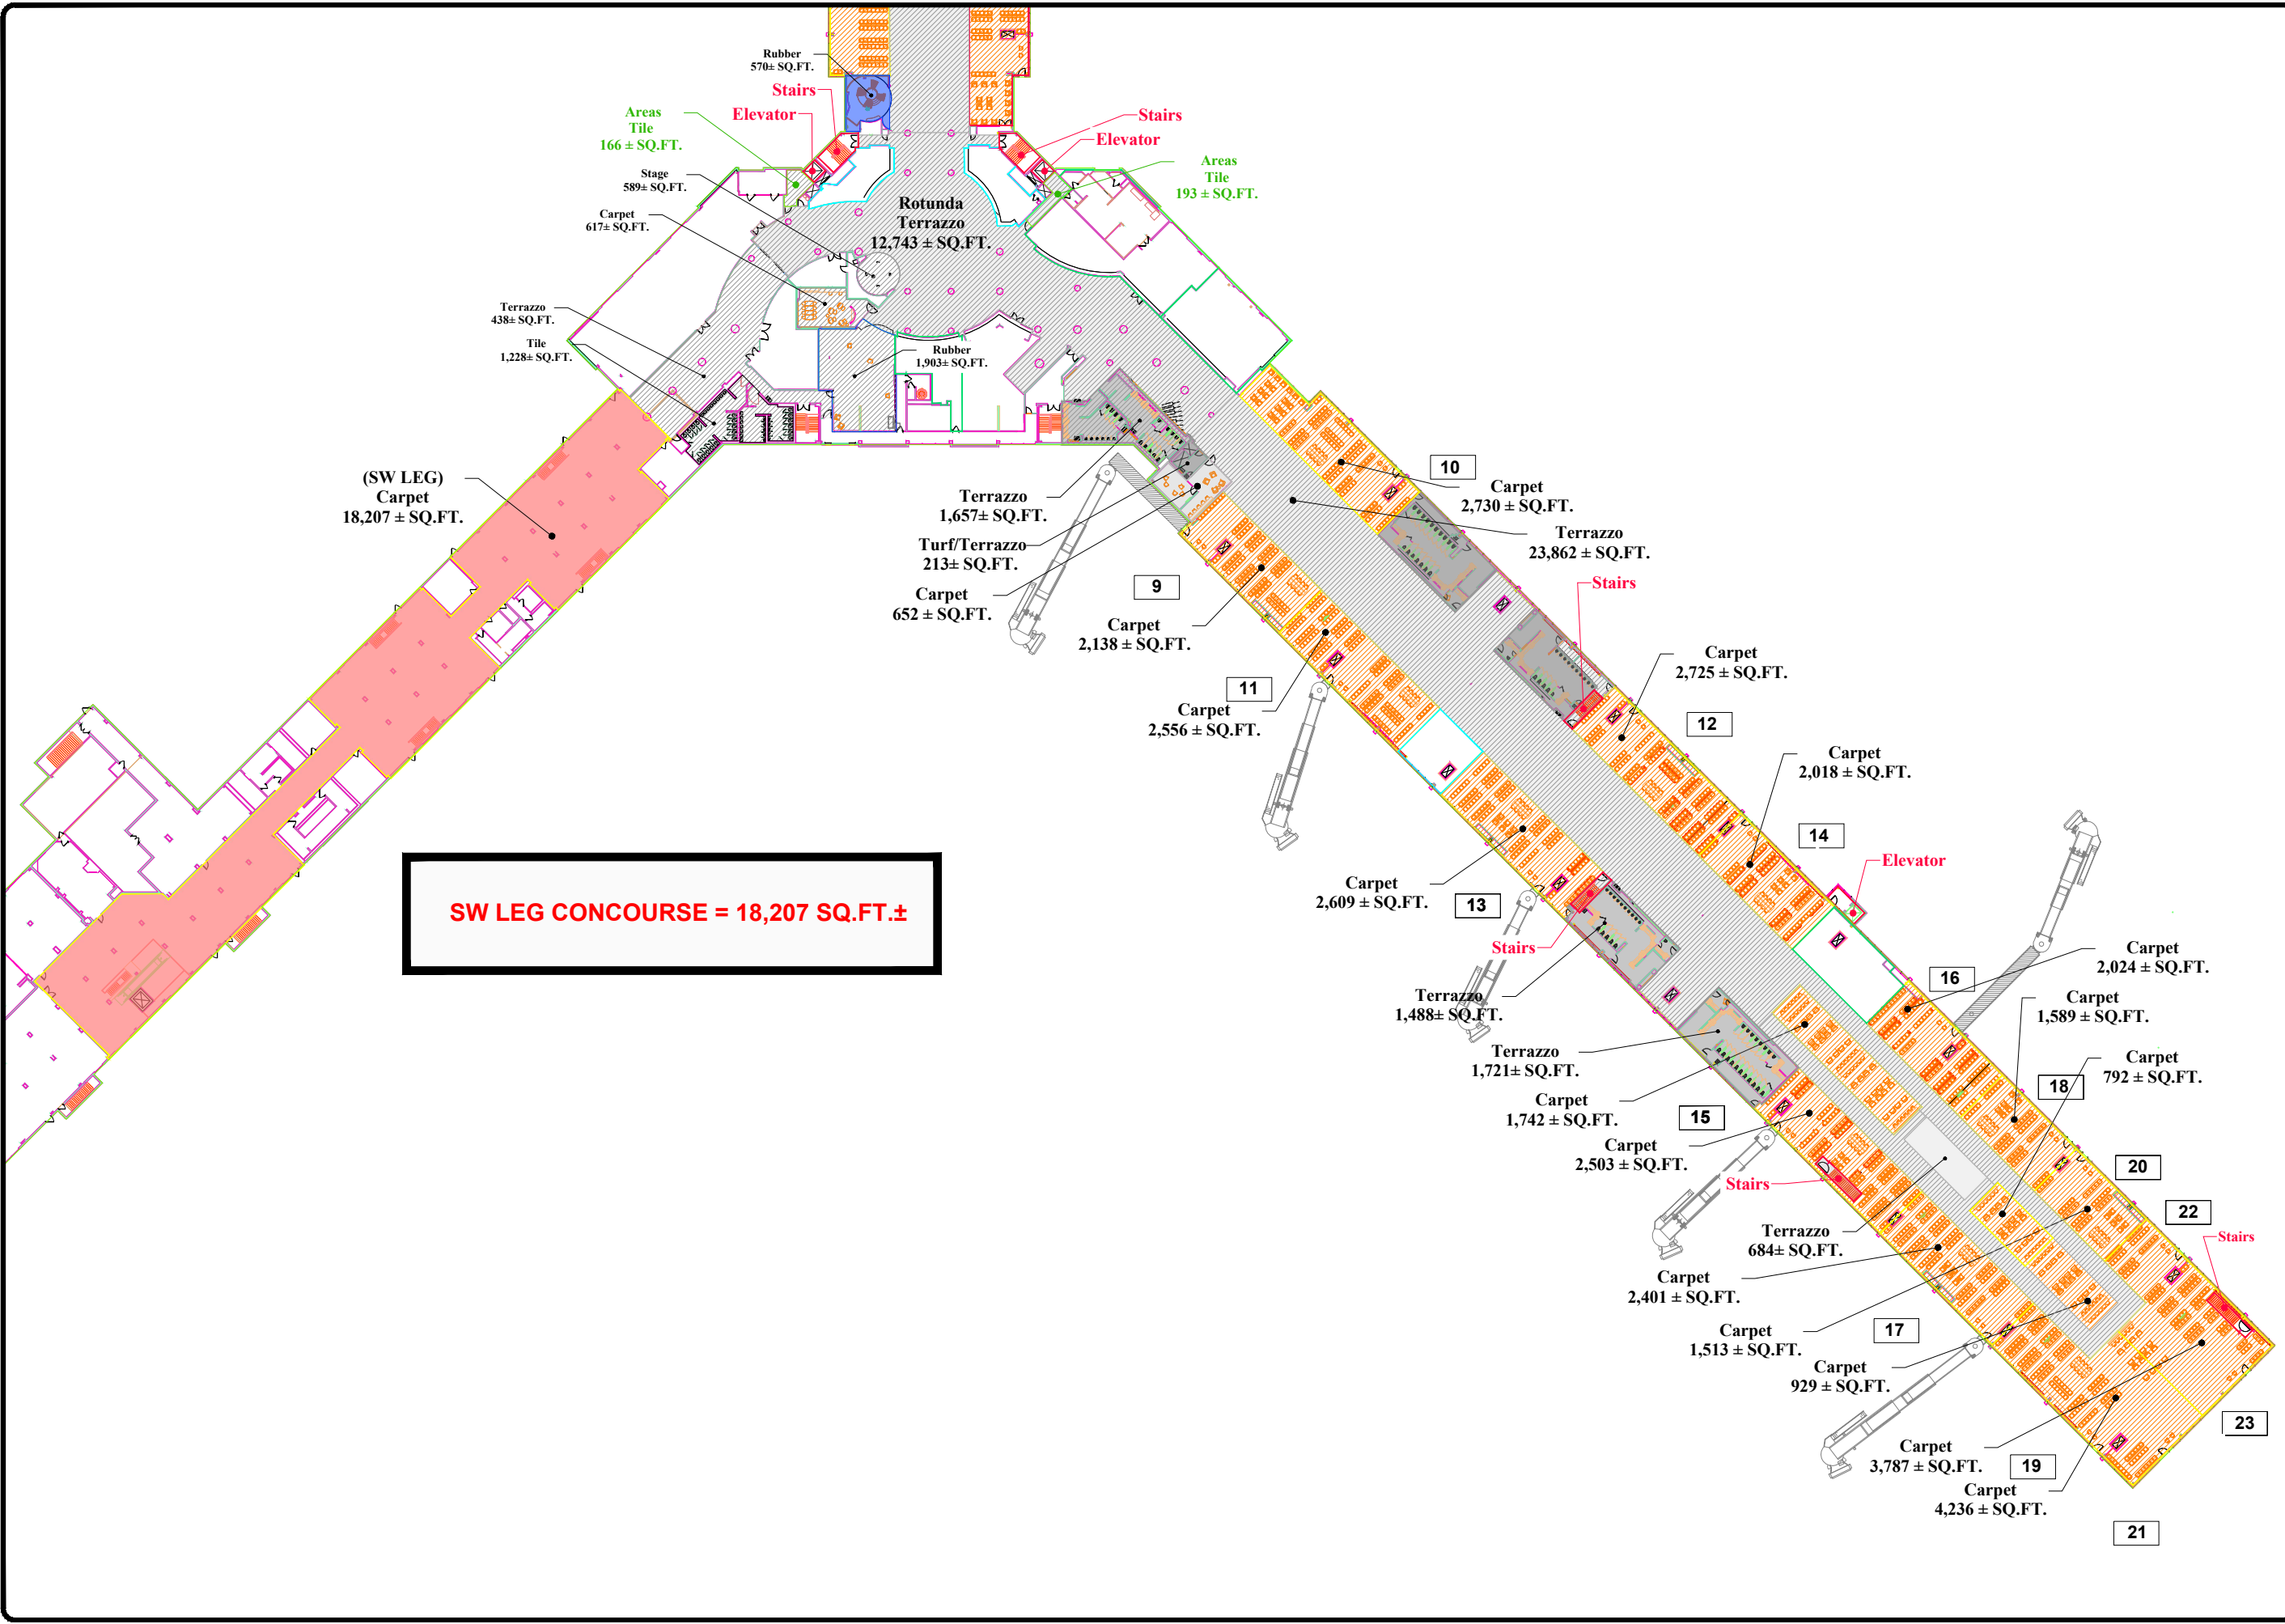 Rubber
570± SQ.FT.
Stairs
Elevator
Areas
Tile
166 ± SQ.FT.
Stairs
Elevator
Areas
Tile
193 ± SQ.FT.
Stage
589± SQ.FT.
Carpet
617± SQ.FT.
Rotunda
Terrazzo
12,743 ± SQ.FT.
Terrazzo
438± SQ.FT.
Tile
1,228± SQ.FT.
Rubber
1,903± SQ.FT.
(SW LEG)
Carpet
18,207 ± SQ.FT.
Terrazzo
1,657± SQ.FT.
Turf/Terrazzo
213± SQ.FT.
Carpet
652 ± SQ.FT.
9
Carpet
2,138 ± SQ.FT.
10
Carpet
2,730 ± SQ.FT.
Terrazzo
23,862 ± SQ.FT.
Stairs
11
Carpet
2,556 ± SQ.FT.
Carpet
2,725 ± SQ.FT.
12
Carpet
2,018 ± SQ.FT.
14
Elevator
Carpet
2,609 ± SQ.FT.
13
Stairs
SW LEG CONCOURSE = 18,207 SQ.FT.±
Carpet
2,024 ± SQ.FT.
16
Carpet
1,589 ± SQ.FT.
Terrazzo
1,488± SQ.FT.
Terrazzo
1,721± SQ.FT.
Carpet
792 ± SQ.FT.
18
Carpet
1,742 ± SQ.FT.
15
Carpet
2,503 ± SQ.FT.
Stairs
20
22
Stairs
Terrazzo
684± SQ.FT.
Carpet
2,401 ± SQ.FT.
Carpet
1,513 ± SQ.FT.
17
Carpet
929 ± SQ.FT.
23
Carpet
3,787 ± SQ.FT.
19
Carpet
4,236 ± SQ.FT.
21